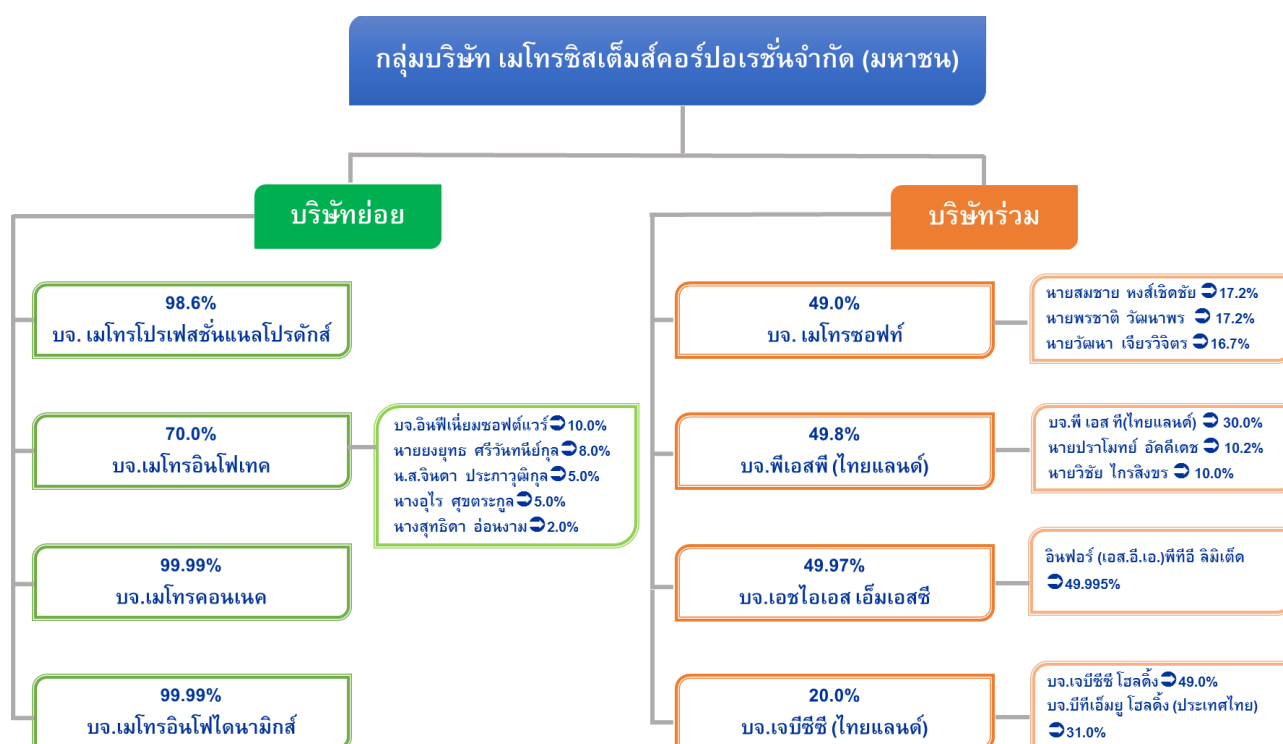 กลุ่มบริษัท เมโทรซิสเต็มส์คอร์ปอเรชั่นจำกัด (มหาชน)
บริษัทย่อย
98.6%
บจ. เมโทรโปรเฟสชั่นแนลโปรดักส์
70.0%
บจ.เมโทรอินโฟเทค
บจ.อินฟีเนี่ยมซอฟต์แวร์➲10.0%
นายยงยุทธ ศรีวันทนียกุล➲8.0%
น.ส.จินดา ประภาวุฒิกุล➲5.0%
นางอุไร ศุขตระกูล➲5.0%
นางสุทธิดา อ่อนงาม➲2.0%
99.99%
บจ.เมโทรคอนเนค
99.99%
บจ.เมโทรอินโฟไดนามิกส์
บริษัทร่วม
49.0%
บจ. เมโทรซอฟท์
นายสมชาย หงส์เชิดชัย ➲17.2%
นายพรชาติ วัฒนาพร ➲ 17.2%
นายวัฒนา เจียรวิจิตร ➲16.7%
49.8%
บจ.พีเอสพี (ไทยแลนด์)
บจ.พี เอส ที(ไทยแลนด์) ➲ 30.0%
นายปราโมทย์ อัคคีเดช ➲ 10.2%
นายวิชัย ไกรสิงขร ➲ 10.0%
49.97%
บจ.เอชไอเอส เอ็มเอสซี
อินฟอร์ (เอส.อี.เอ.)พีทีอี ลิมิเต็ด
➲49.995%
20.0%
บจ.เจบีซีซี (ไทยแลนด์)
บจ.เจบีซีซี โฮลดิ้ง➲49.0%
บจ.บีทีเอ็มยู โฮลดิ้ง (ประเทศไทย)
➲31.0%